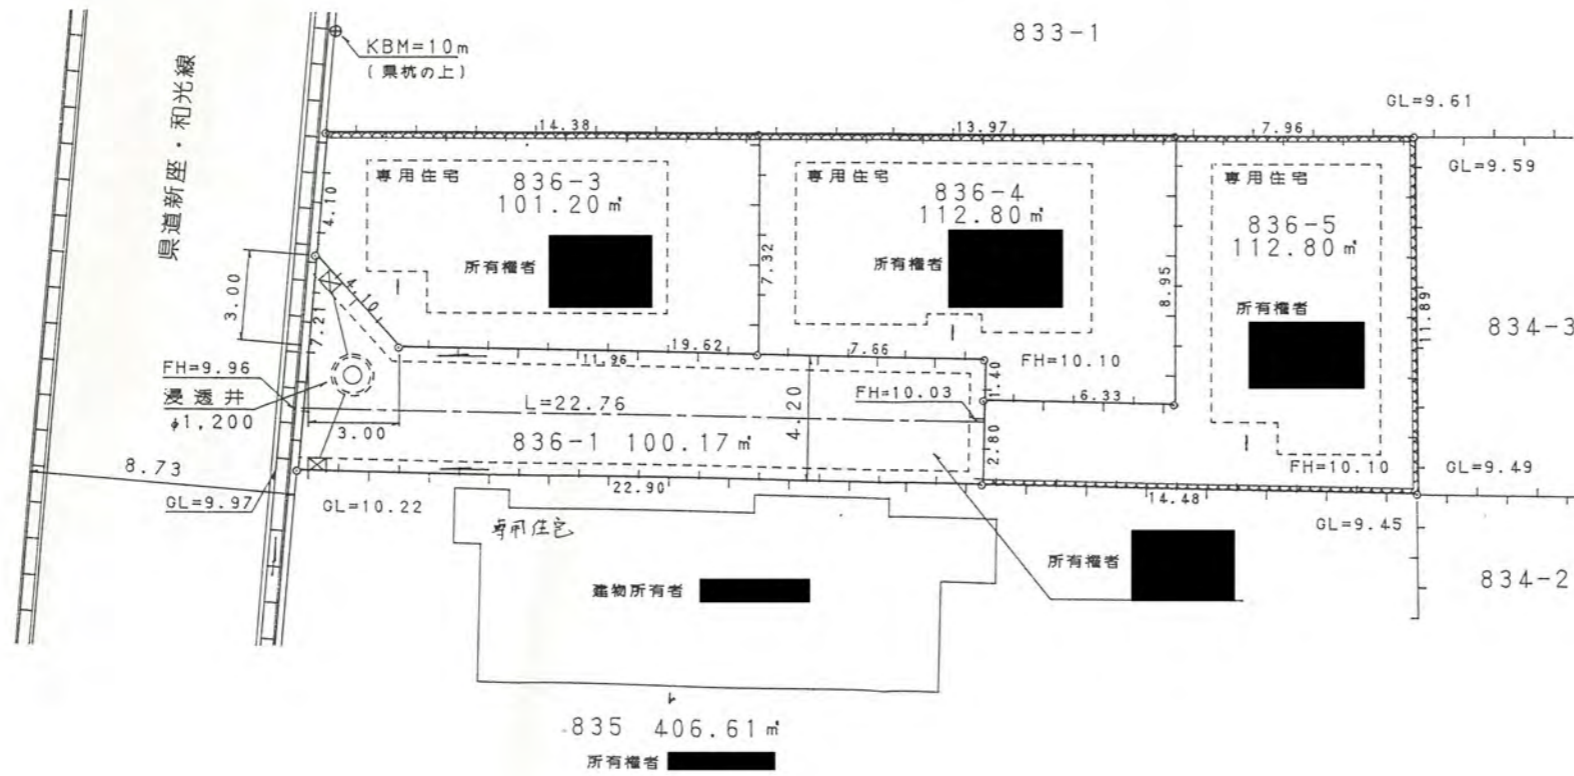 833-1
KBM=10m
(県杭の上)
県道新座・和光線
GL=9.61
14.38
13.97
7.96
GL=9.59
専用住宅
836-3
101.20㎡
所有権者
専用住宅
836-4
112.80㎡
所有権者
専用住宅
836-5
112.80㎡
所有権者
4.10
7.32
8.95
11.89
834-3
3.00
4.10
7.21
19.62
11.96
7.66
FH=10.10
1.40
6.33
FH=9.96
浸透井
φ1,200
L=22.76
4.20
FH=10.03
3.00
836-1 100.17㎡
2.80
FH=10.10
GL=9.49
8.73
GL=9.97
GL=10.22
22.90
14.48
GL=9.45
専用住宅
所有権者
834-2
建物所有者
835 406.61㎡
所有権者